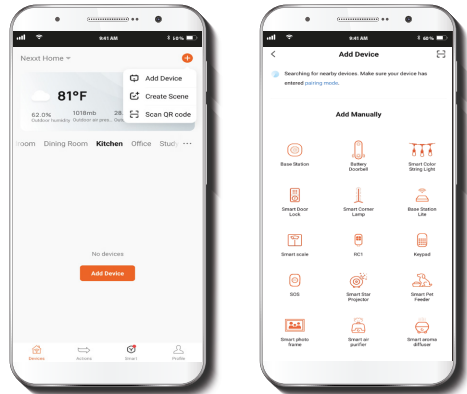 9:41 AM
50%
Nexxt Home
Add Device
Create Scene
Scan QR code
81°F
62.0%
Outdoor humidity
1018mb
Outdoor air pres..
28
room Dining Room Kitchen Office Study ...
No devices
Add Device
Devices
Actions
Smart
Profile
9:41 AM
60%
Add Device
Searching for nearby devices. Make sure your device has
entered pairing mode.
Add Manually
Base Station
Battery
Doorbell
Smart Color
String Light
Smart Door
Lock
Smart Corner
Lamp
Base Station
Lite
Smart scale
RC1
Keypad
SOS
Smart Star
Projector
Smart Pet
Feeder
Smart photo
frame
Smart air
purifier
Smart aroma
diffuser